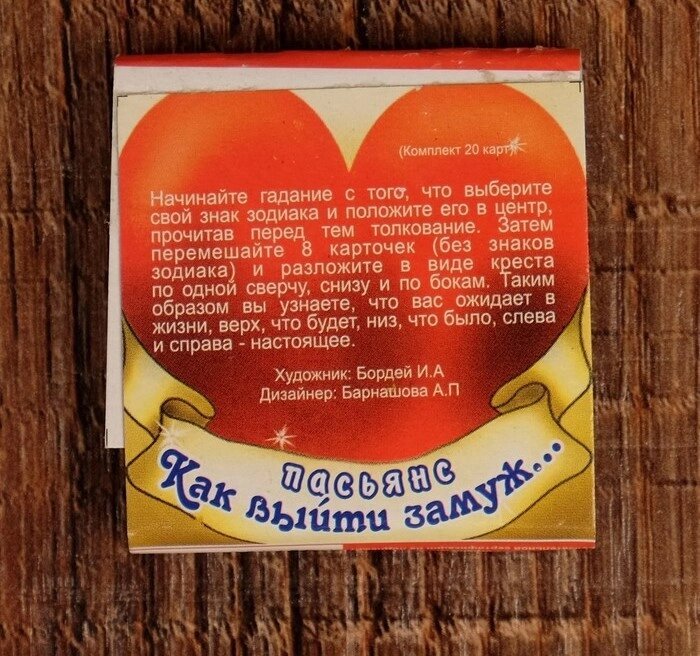 (Комплект 20 карт)
Начинайте гадание с того, что выберите
свой знак зодиака и положите его в центр,
прочитав перед тем толкование. Затем
перемешайте 8 карточек (без знаков
зодиака) и разложите в виде креста
по одной сверчу, снизу и по бокам. Таким
образом вы узнаете, что вас ожидает в
жизни, верх, что будет, низ, что было, слева
и справа - настоящее.
Художник: Бордей И.А
Дизайнер: Барнашова А.П
пасьянс
Как выйти замуж...